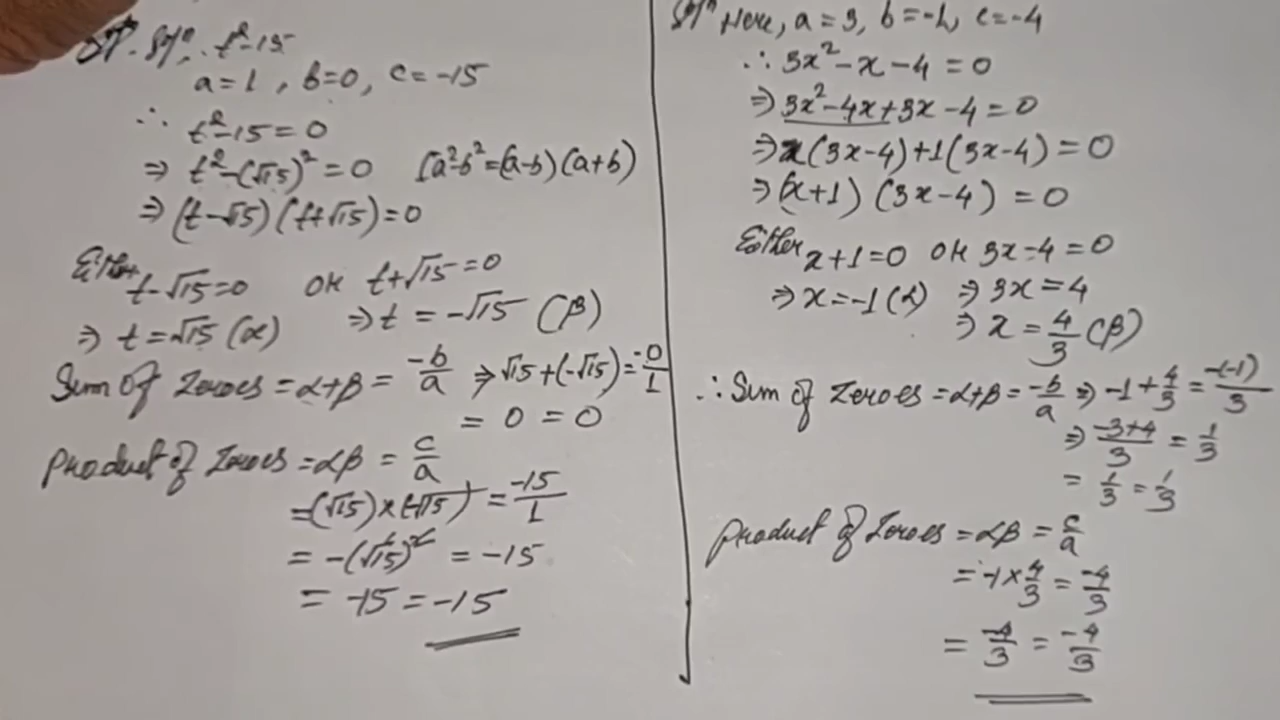 Solⁿ. t²-15
a=1, b=0, c=-15
∴ t²-15=0
⇒ t²-(√15)²=0 [a²-b²=(a-b)(a+b)
⇒ (t-√15)(t+√15)=0
Either t-√15=0 OR t+√15=0
⇒ t=√15(α) ⇒ t=-√15 (β)
Sum of Zeroes = α+β = -b/a ⇒ √15+(-√15)=-0/1
= 0 = 0
Product of Zeroes = αβ = c/a
=(√15)×(-√15) = -15/1
= -(√15)² = -15
= -15 = -15
Solⁿ Here, a=3, b=-1, c=-4
∴ 3x²-x-4=0
⇒ 3x²-4x+3x-4=0
⇒ x(3x-4)+1(3x-4)=0
⇒ (x+1) (3x-4) = 0
Either x+1=0 OR 3x-4=0
⇒ x=-1(α) ⇒ 3x=4
⇒ x=4/3(β)
∴ Sum of Zeroes = α+β = -b/a ⇒ -1+4/3 = -(-1)/3
⇒ -3+4/3 = 1/3
= 1/3 = 1/3
Product of Zeroes = αβ = c/a
= -1×4/3 = -4/3
= -4/3 = -4/3